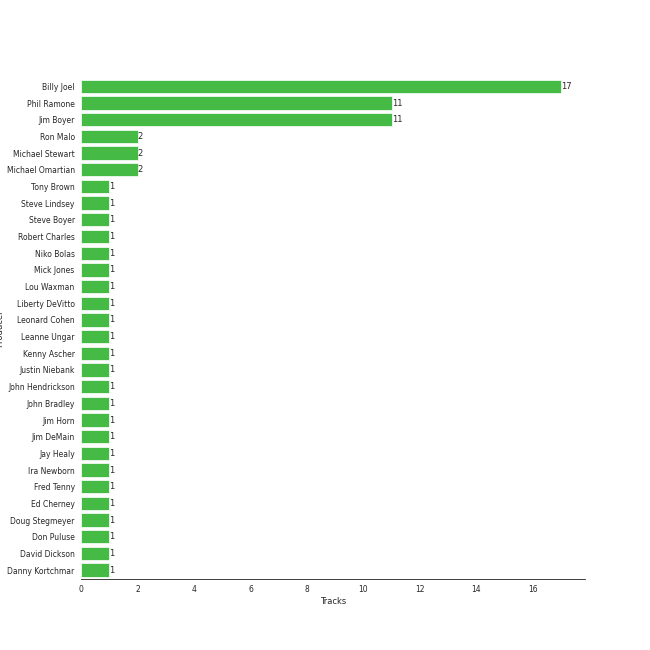 Billy Joel 17
Phil Ramone 11
Jim Boyer 11
Ron Malo 2
Michael Stewart 2
Michael Omartian 2
Tony Brown 1
Steve Lindsey 1
Steve Boyer 1
Robert Charles 1
Niko Bolas 1
Mick Jones 1
Lou Waxman 1
Liberty DeVitto 1
Leonard Cohen 1
Leanne Ungar 1
Kenny Ascher 1
Justin Niebank 1
John Hendrickson 1
John Bradley 1
Jim Horn 1
Jim DeMain 1
Jay Healy 1
Ira Newborn 1
Fred Tenny 1
Ed Cherney 1
Doug Stegmeyer 1
Don Puluse 1
David Dickson 1
Danny Kortchmar 1
0 2 4 6 8 10 12 14 16
Tracks